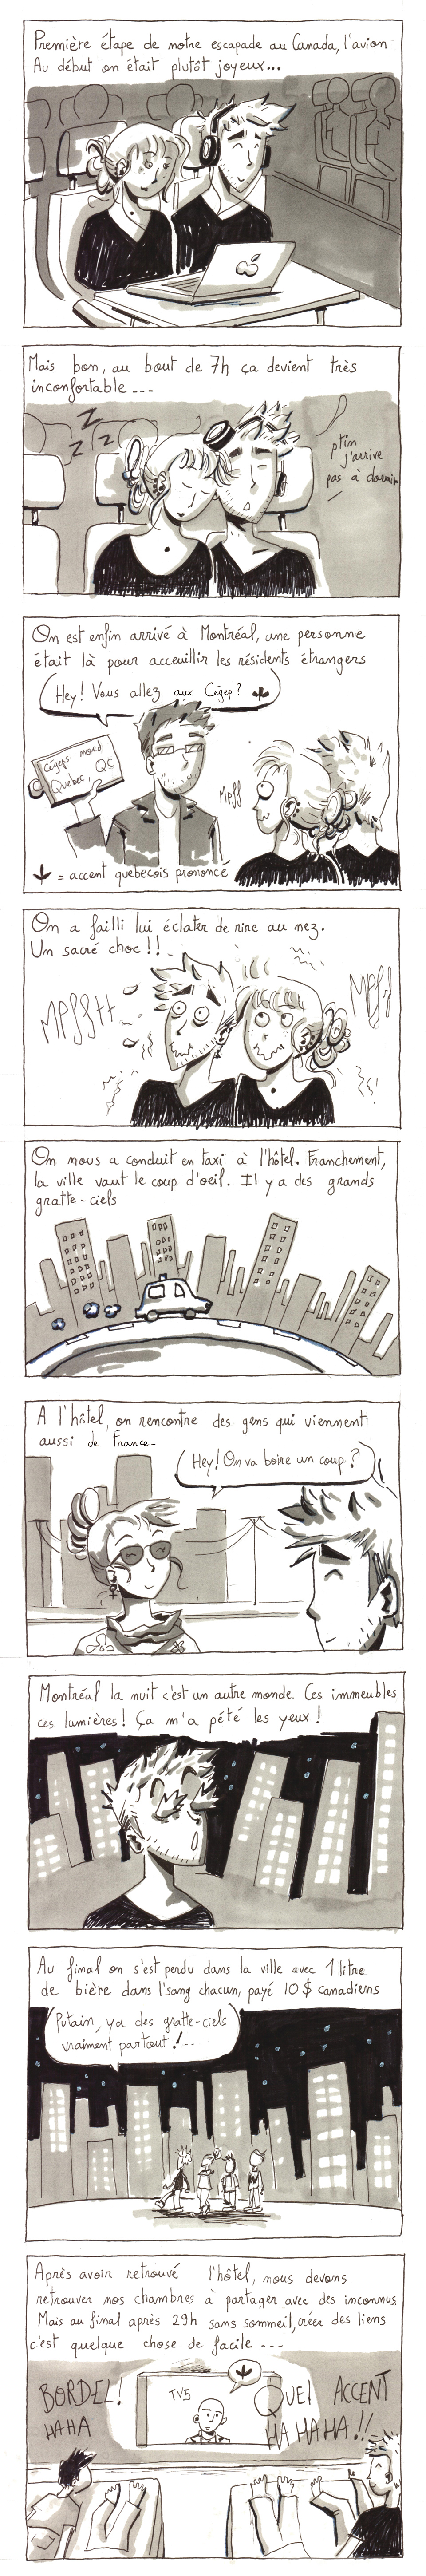 Première étape de notre escapade au Canada, l'avion
Au début on était plutôt joyeux...
Mais bon, au bout de 7h ça devient très
inconfortable ---
Z
Z
Z
ptin
j'arrive
pas à dormir
On est enfin arrivé à Montréal, une personne
était là pour acceuillir les résidents étrangers
Hey! Vous allez aux Cégep?
Cégeps
Québec, QC
Mpff
= accent quebecois prononcé
On a failli lui éclater de rire au nez.
Un sacré choc!!
MPffft
Mpff
On nous a conduit en taxi à l'hôtel. Franchement,
la ville vaut le coup d'oeil. Il y a des grands
gratte-ciels
A l'hôtel, on rencontre des gens qui viennent
aussi de France.
Hey! On va boire un coup?
Montréal la nuit c'est un autre monde. Ces immeubles
ces lumières! Ça m'a pété les yeux!
Au final on s'est perdu dans la ville avec 1 litre
de bière dans l'sang chacun, payé 10$ canadiens
Putain, ya des gratte-ciels
vraiment partout!..
Après avoir retrouvé l'hôtel, nous devons
retrouver nos chambres à partager avec des inconnus
Mais au final après 29h sans sommeil, créer des liens
c'est quelque chose de facile ---
BORDEL!
HAHA
TV5
QUEL ACCENT
HAHAHA!!